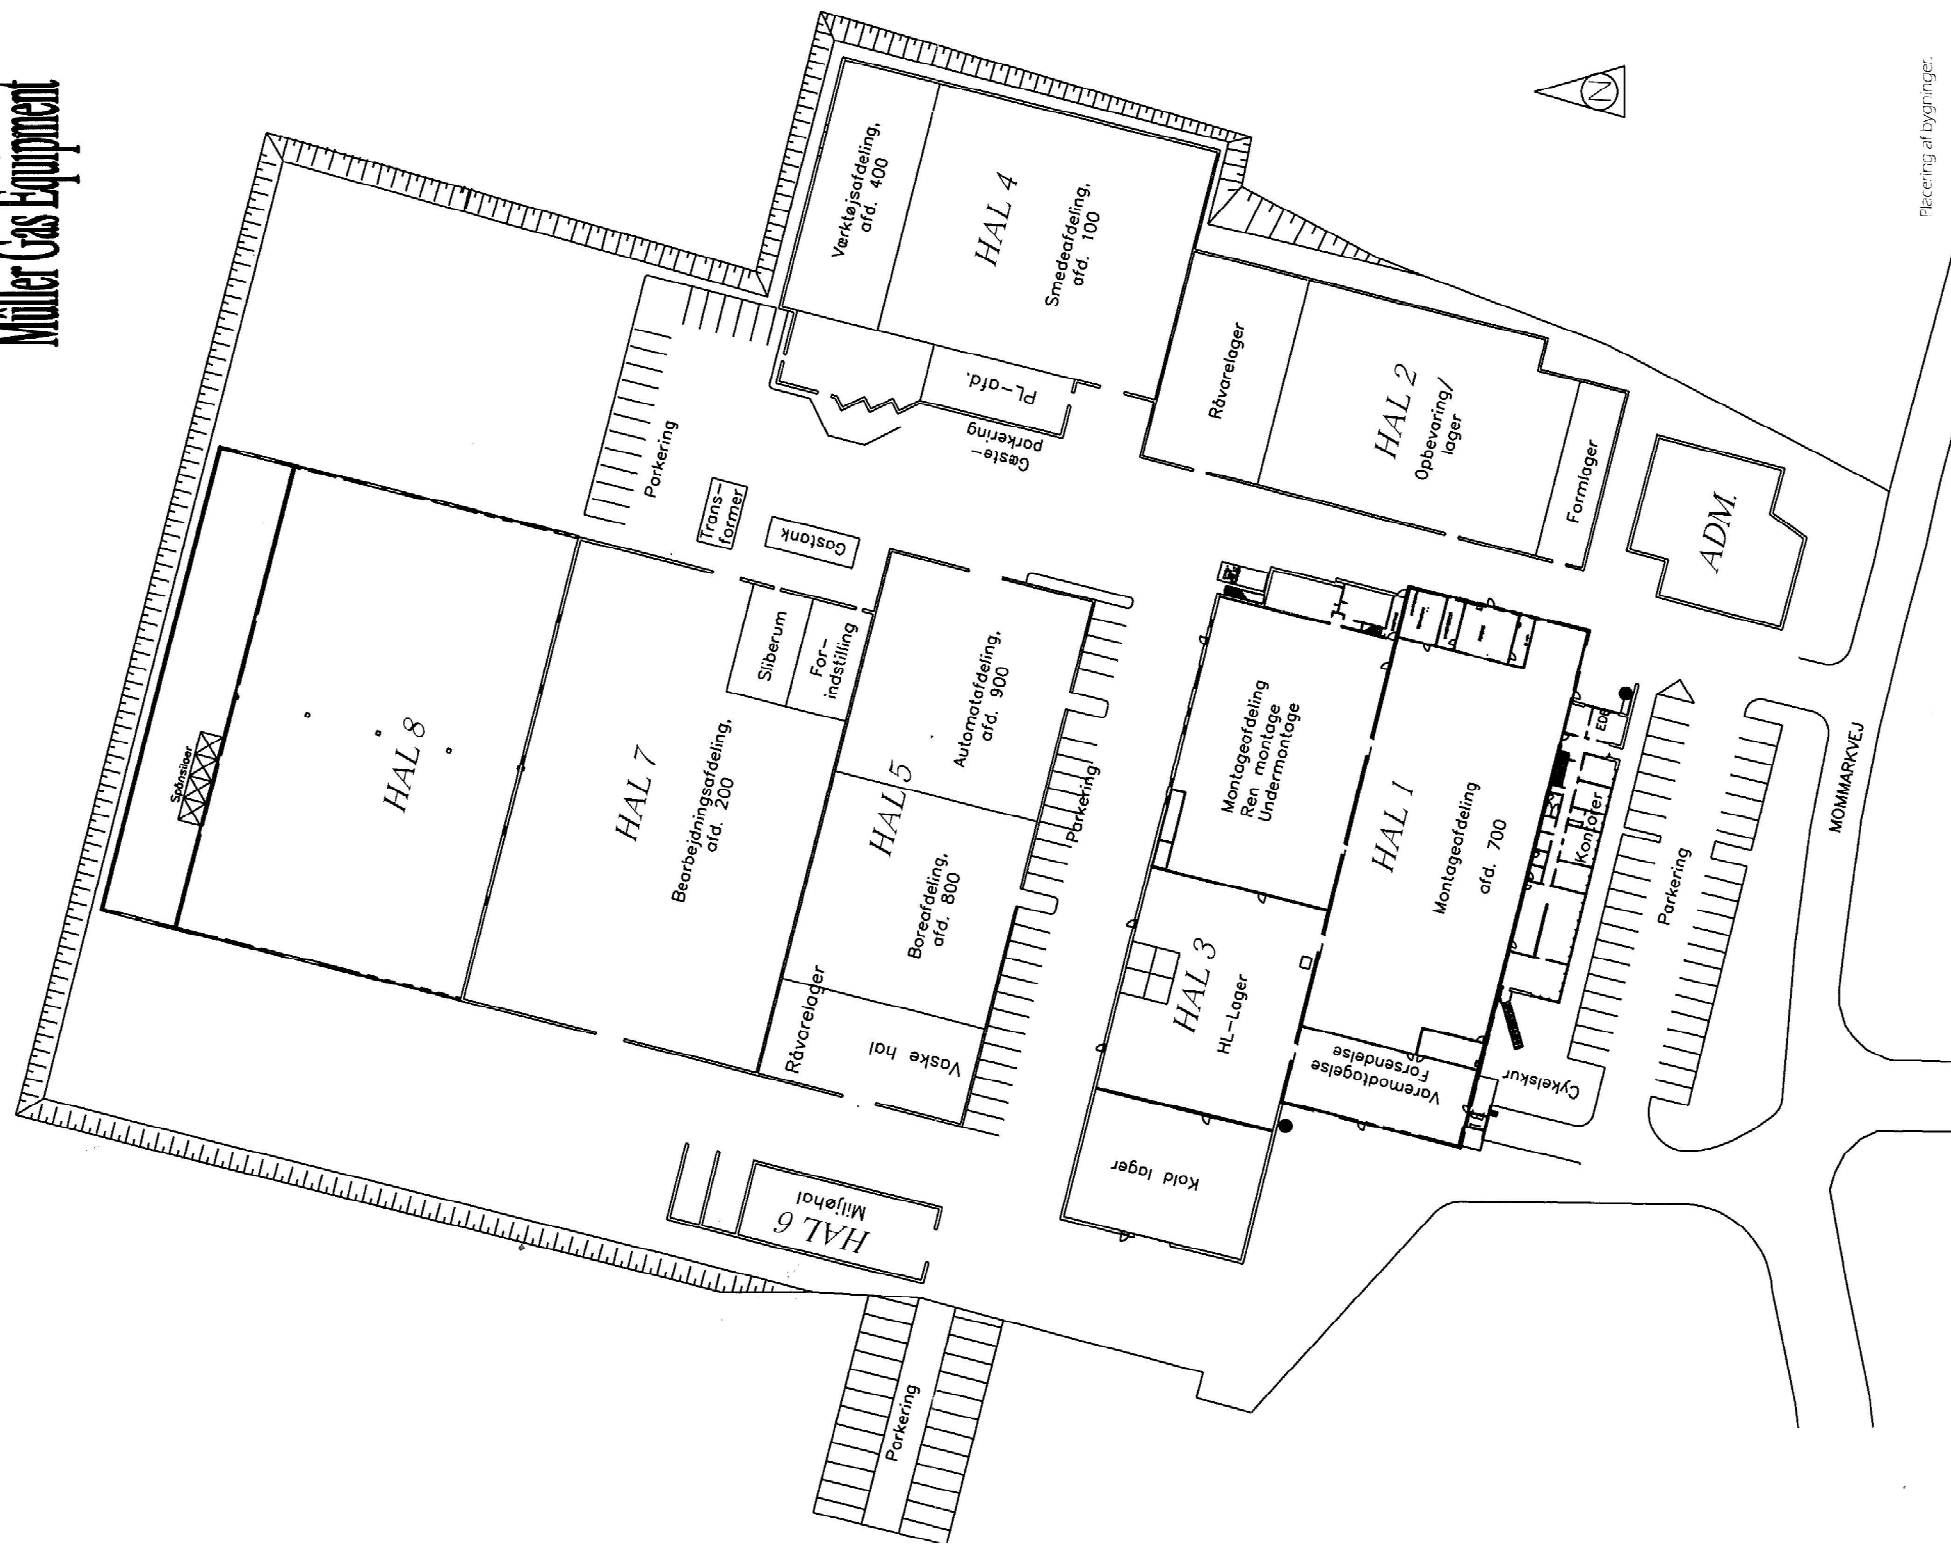 Müller Gas Equipment
Værktøjsafdeling,
afd. 400
HAL 4
Smedeafdeling,
afd. 100
PL-afd.
Gæste-
parkering
Parkering
Trans-
former
Gastank
Spånsiloer
HAL 8
HAL 7
Bearbejdningsafdeling,
afd. 200
Sliberum
For-
indstilling
Automatafdeling,
afd. 900
HAL 5
Boreafdeling,
afd. 800
Råvarelager
Vaske hal
Parkering
HAL 6
Miljøhal
Parkering
Råvarelager
HAL 2
Opbevaring/
lager
Formlager
ADM.
Montageafdeling
Ren montage
Undermontage
HAL 1
Montageafdeling
afd. 700
HAL 3
HL-Lager
Kold lager
Varemodtagelse
Forsendelse
Cykelskur
Kontorer
EDB
Parkering
MOMMARKVEJ
N
Placering af bygninger.